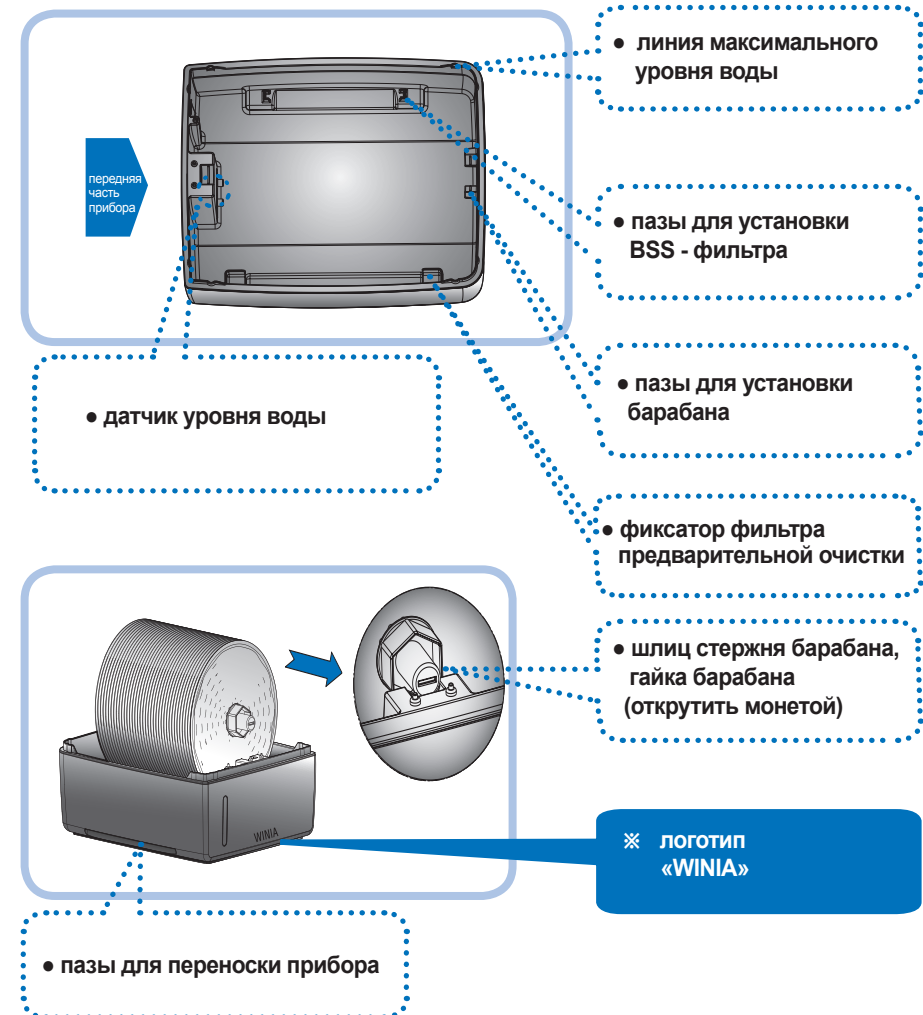 ● линия максимального
уровня воды
передняя
часть
прибора
● пазы для установки
BSS - фильтра
● пазы для установки
барабана
● датчик уровня воды
● фиксатор фильтра
предварительной очистки
● шлиц стержня барабана,
гайка барабана
(открутить монетой)
WINIA
※ логотип
«WINIA»
● пазы для переноски прибора